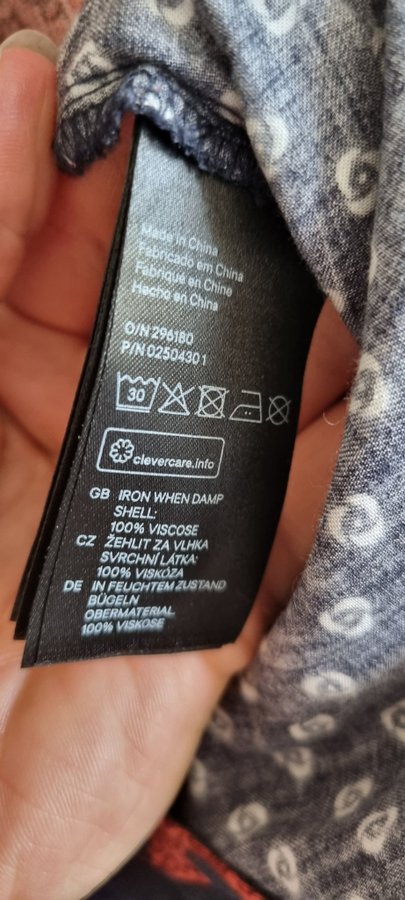 Made in China
Fabricado em China
Fabriqué en Chine
Hecho en China
O/N 296180
P/N 02504301
30
clevercare.info
GB IRON WHEN DAMP
SHELL:
100% VISCOSE
CZ ŽEHLIT ZA VLHKA
SVRCHNÍ LÁTKA:
100% VISKÓZA
DE IN FEUCHTEM ZUSTAND
BÜGELN
OBERMATERIAL
100% VISKOSE